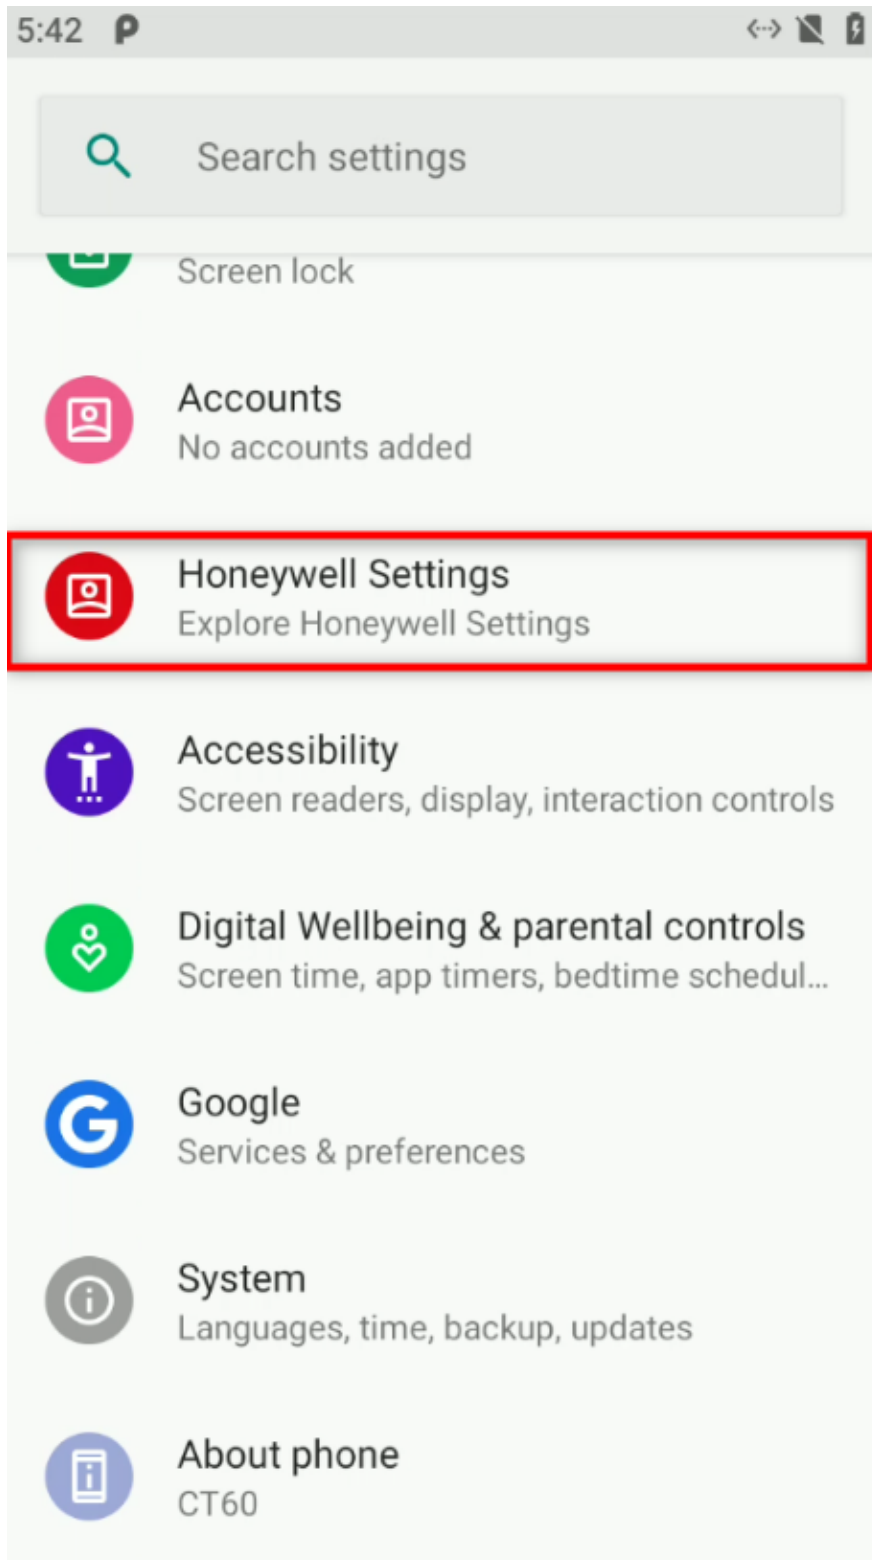 5:42
Search settings
Screen lock
Accounts
No accounts added
Honeywell Settings
Explore Honeywell Settings
Accessibility
Screen readers, display, interaction controls
Digital Wellbeing & parental controls
Screen time, app timers, bedtime schedul...
Google
Services & preferences
System
Languages, time, backup, updates
About phone
CT60